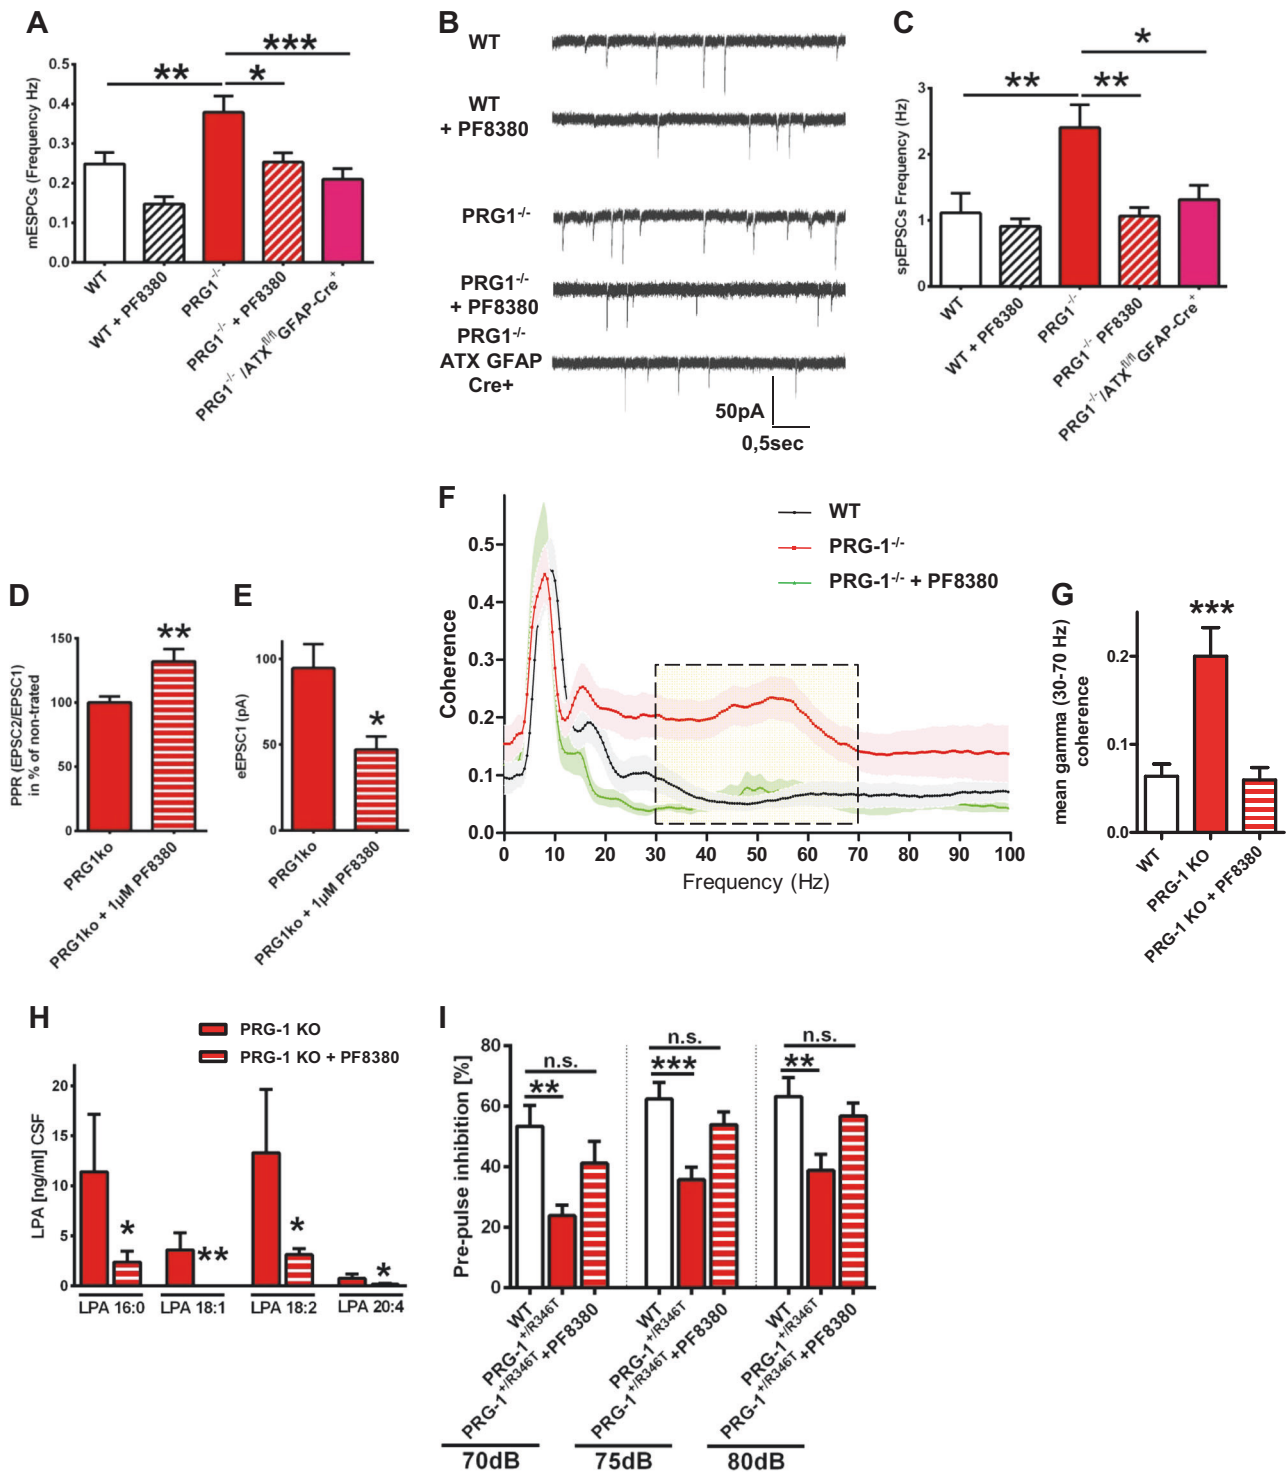 A
***
**
*
mESPCs (Frequency Hz)
0.5
0.4
0.3
0.2
0.1
0.0
WT
WT + PF8380
PRG1-/-
PRG1-/- + PF8380
PRG1-/-/ATXfl/flGFAP-Cre+
B
WT
WT
+ PF8380
PRG1-/-
PRG1-/-
+ PF8380
PRG1-/-
ATX GFAP
Cre+
50pA
0,5sec
C
*
**
**
spEPSCs Frequency (Hz)
3
2
1
0
WT
WT + PF8380
PRG1-/-
PRG1-/- PF8380
PRG1-/-/ATXfl/flGFAP-Cre+
D
**
PPR (EPSC2/EPSC1)
in % of non-treated
150
100
50
0
PRG1ko
PRG1ko + 1µM PF8380
E
*
eEPSC1 (pA)
100
50
0
PRG1ko
PRG1ko + 1µM PF8380
F
WT
PRG-1-/-
PRG-1-/- + PF8380
Coherence
0.5
0.4
0.3
0.2
0.1
0.0
0 10 20 30 40 50 60 70 80 90 100
Frequency (Hz)
G
***
mean gamma (30-70 Hz)
coherence
0.2
0.1
0.0
WT
PRG-1 KO
PRG-1 KO + PF8380
H
PRG-1 KO
PRG-1 KO + PF8380
LPA [ng/ml] CSF
20
15
10
5
0
*
**
*
*
LPA 16:0
LPA 18:1
LPA 18:2
LPA 20:4
I
Pre-pulse inhibition [%]
80
60
40
20
0
n.s.
**
n.s.
***
n.s.
**
WT
PRG-1+/R346T
PRG-1+/R346T+PF8380
WT
PRG-1+/R346T
PRG-1+/R346T+PF8380
WT
PRG-1+/R346T
PRG-1+/R346T+PF8380
70dB
75dB
80dB